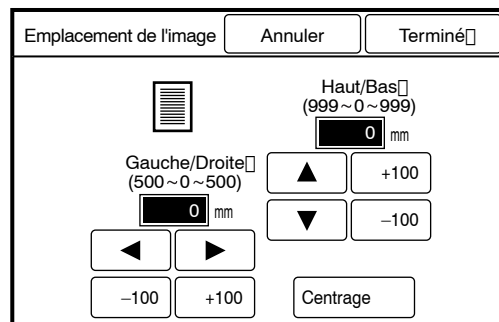 Emplacement de l'image Annuler Terminé
Haut/Bas
(999~0~999)
0 mm
Gauche/Droite
(500~0~500)
0 mm
▲ +100
▼ −100
◀ ▶
−100 +100
Centrage